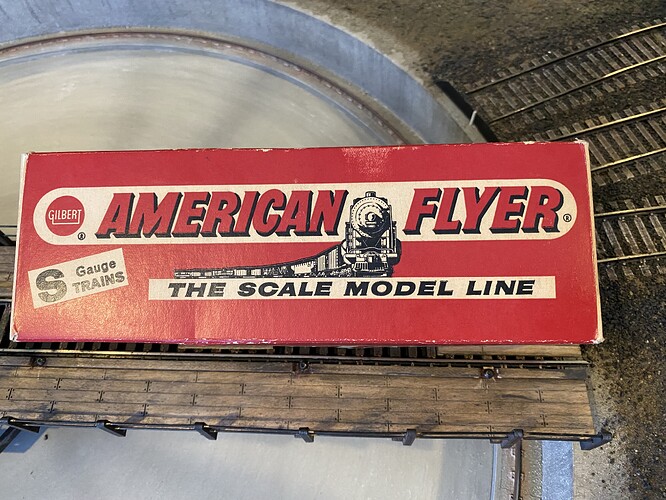 GILBERT
®
AMERICAN FLYER ®
S Gauge
TRAINS
THE SCALE MODEL LINE